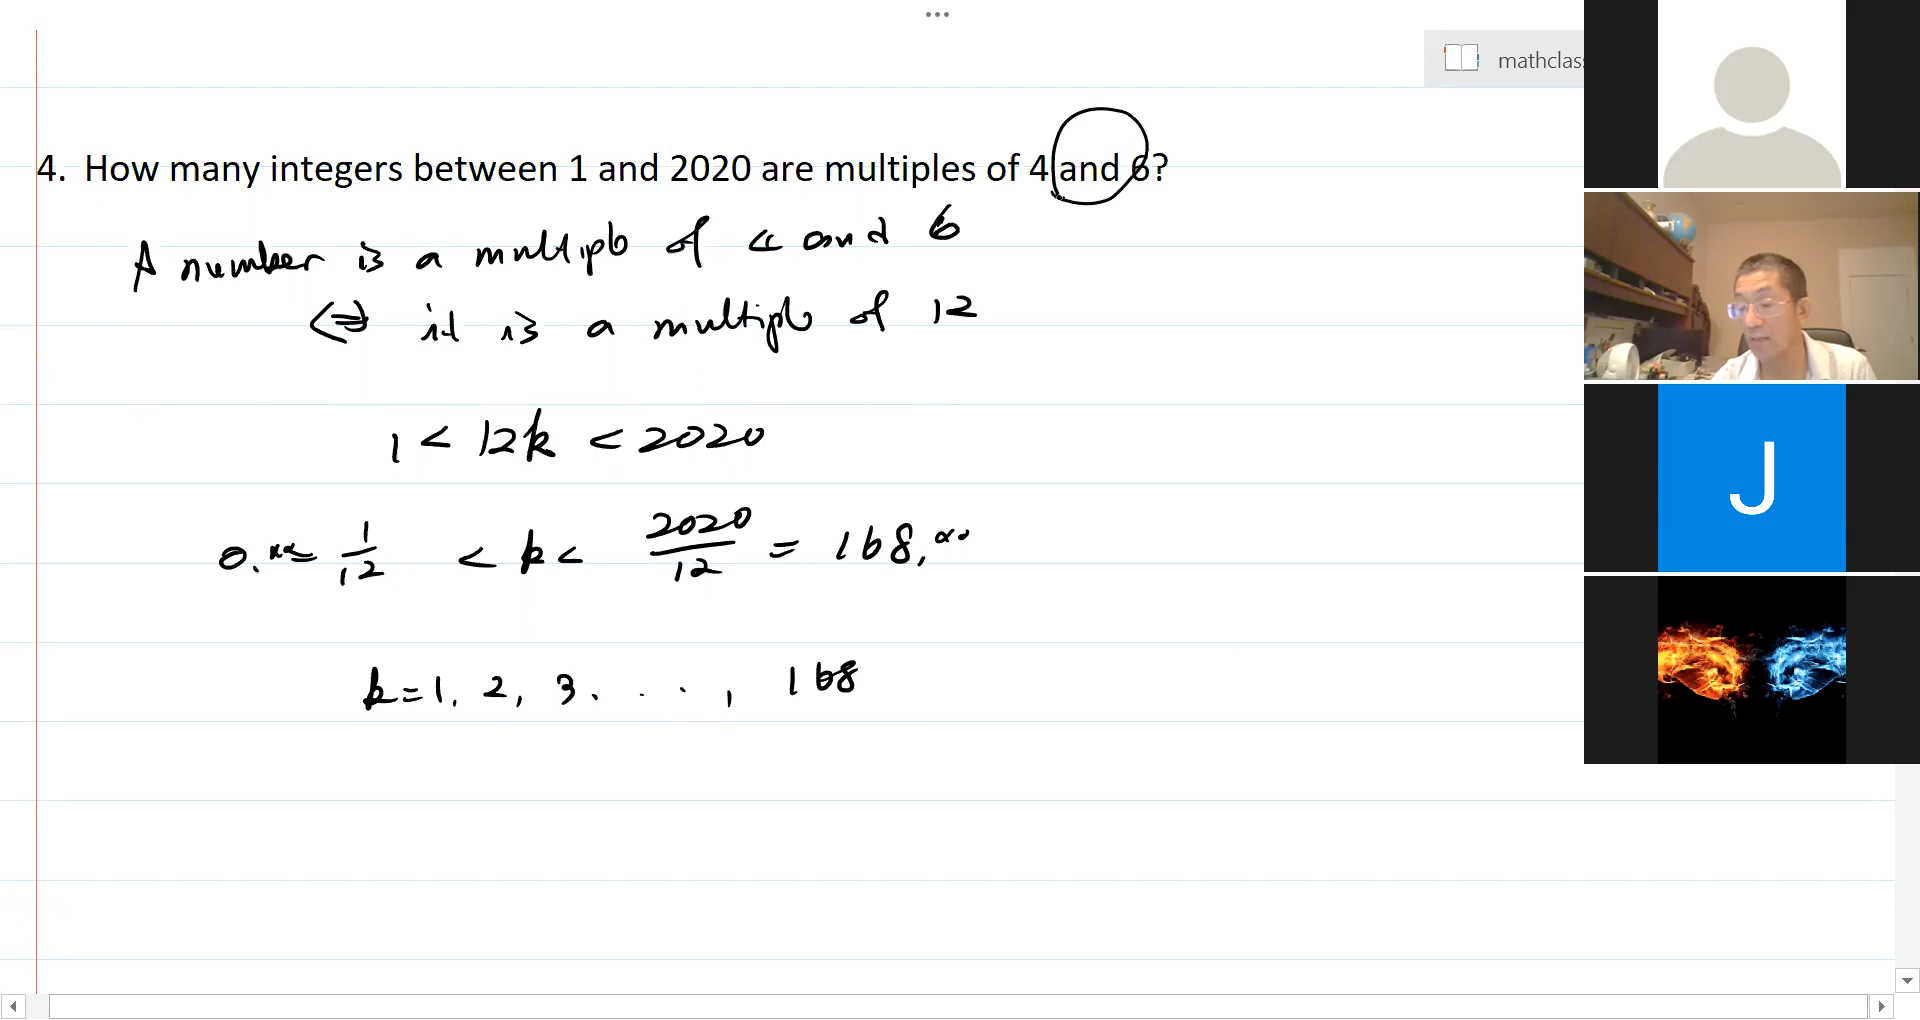 mathclas
4. How many integers between 1 and 2020 are multiples of 4 and 6?
A number is a multiple of 4 and 6
⇔ it is a multiple of 12
1 < 12k < 2020
0.xx = 1/12 < k < 2020/12 = 168.xx
k = 1, 2, 3, . . . , 168
J